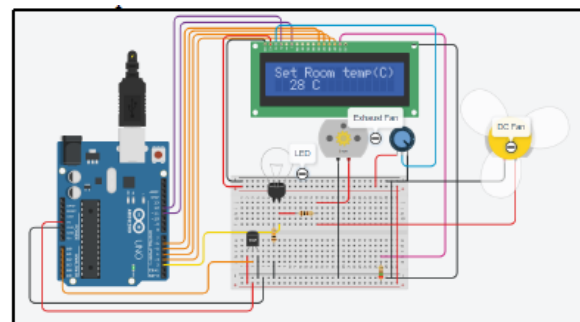 Set Room temp(C)
28 C
Exhaust Fan
DC Fan
LED
UNO